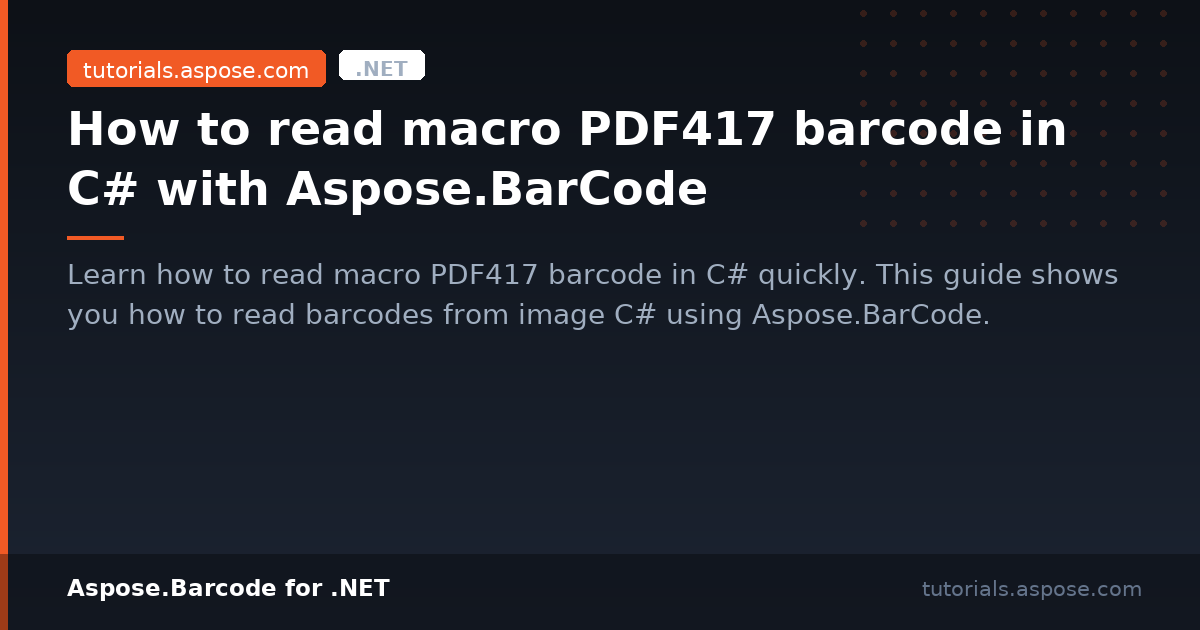 tutorials.aspose.com .NET
How to read macro PDF417 barcode in
C# with Aspose.BarCode
Learn how to read macro PDF417 barcode in C# quickly. This guide shows
you how to read barcodes from image C# using Aspose.BarCode.
Aspose.Barcode for .NET tutorials.aspose.com